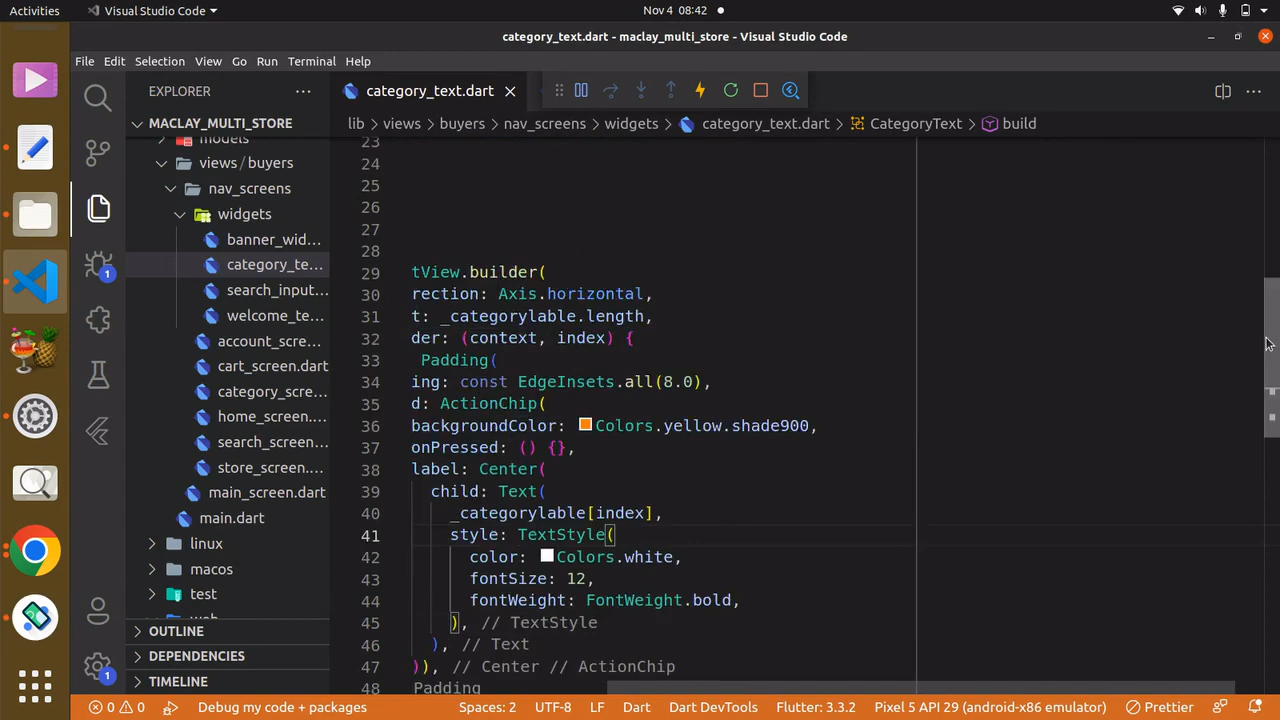 Activities
Visual Studio Code
Nov 4 08:42
category_text.dart - maclay_multi_store - Visual Studio Code
File Edit Selection View Go Run Terminal Help
EXPLORER
category_text.dart
MACLAY_MULTI_STORE
models
views / buyers
nav_screens
widgets
banner_wid...
category_te...
search_input...
welcome_te...
account_scre...
cart_screen.dart
category_scre...
home_screen....
search_screen...
store_screen....
main_screen.dart
main.dart
linux
macos
test
web
OUTLINE
DEPENDENCIES
TIMELINE
1
1
lib > views > buyers > nav_screens > widgets > category_text.dart > CategoryText > build
23
24
25
26
27
28
29 tView.builder(
30 rection: Axis.horizontal,
31 t: _categorylable.length,
32 der: (context, index) {
33 Padding(
34 ing: const EdgeInsets.all(8.0),
35 d: ActionChip(
36 backgroundColor: Colors.yellow.shade900,
37 onPressed: () {},
38 label: Center(
39 child: Text(
40 _categorylable[index],
41 style: TextStyle(
42 color: Colors.white,
43 fontSize: 12,
44 fontWeight: FontWeight.bold,
45 ), // TextStyle
46 ), // Text
47 )), // Center // ActionChip
48 Padding
0 0 Debug my code + packages Spaces: 2 UTF-8 LF Dart Dart DevTools Flutter: 3.3.2 Pixel 5 API 29 (android-x86 emulator) Prettier